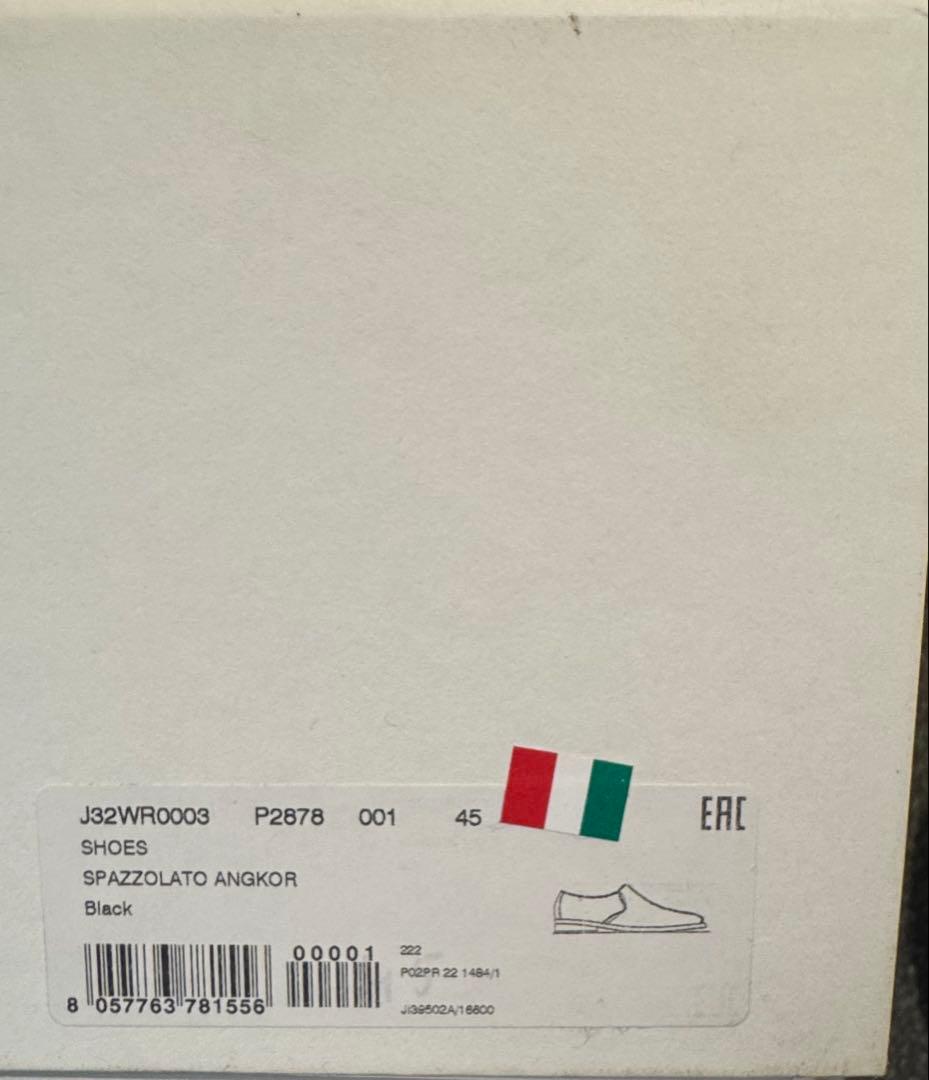 J32WR0003 P2878 001 45 EAC
SHOES
SPAZZOLATO ANGKOR
Black
00001
8 057763 781556
222
P02PR 22 1484/1
JI39502A/16600